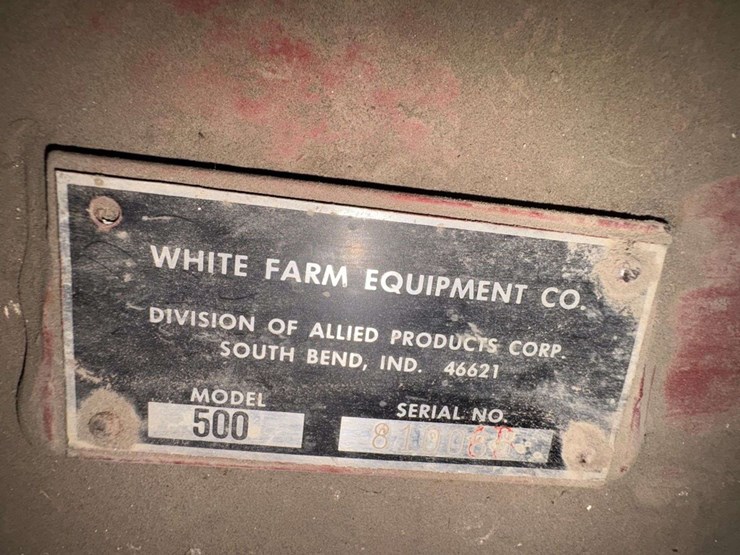 WHITE FARM EQUIPMENT CO.
DIVISION OF ALLIED PRODUCTS CORP.
SOUTH BEND, IND. 46621
MODEL
500
SERIAL NO.